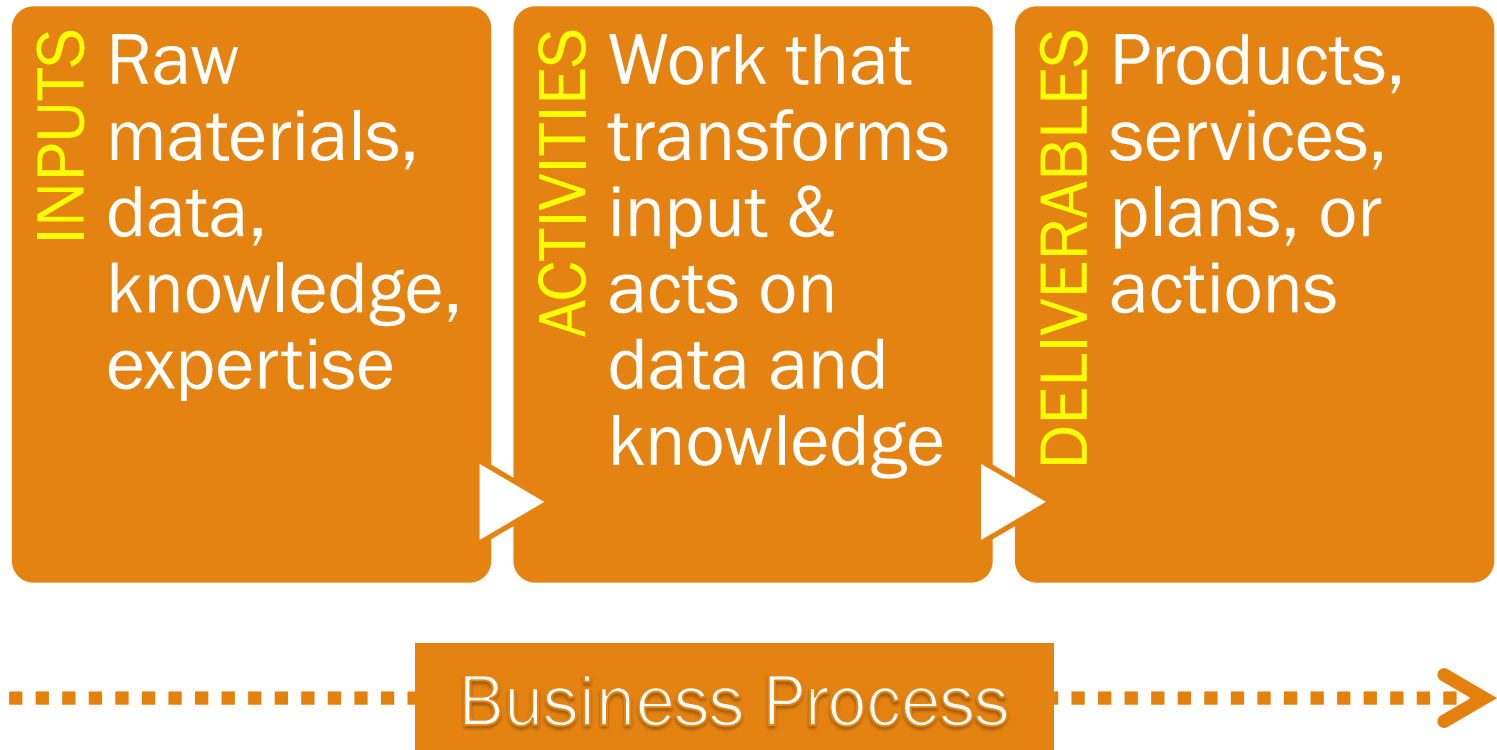 INPUTS
Raw
materials,
data,
knowledge,
expertise
ACTIVITIES
Work that
transforms
input &
acts on
data and
knowledge
DELIVERABLES
Products,
services,
plans, or
actions
Business Process